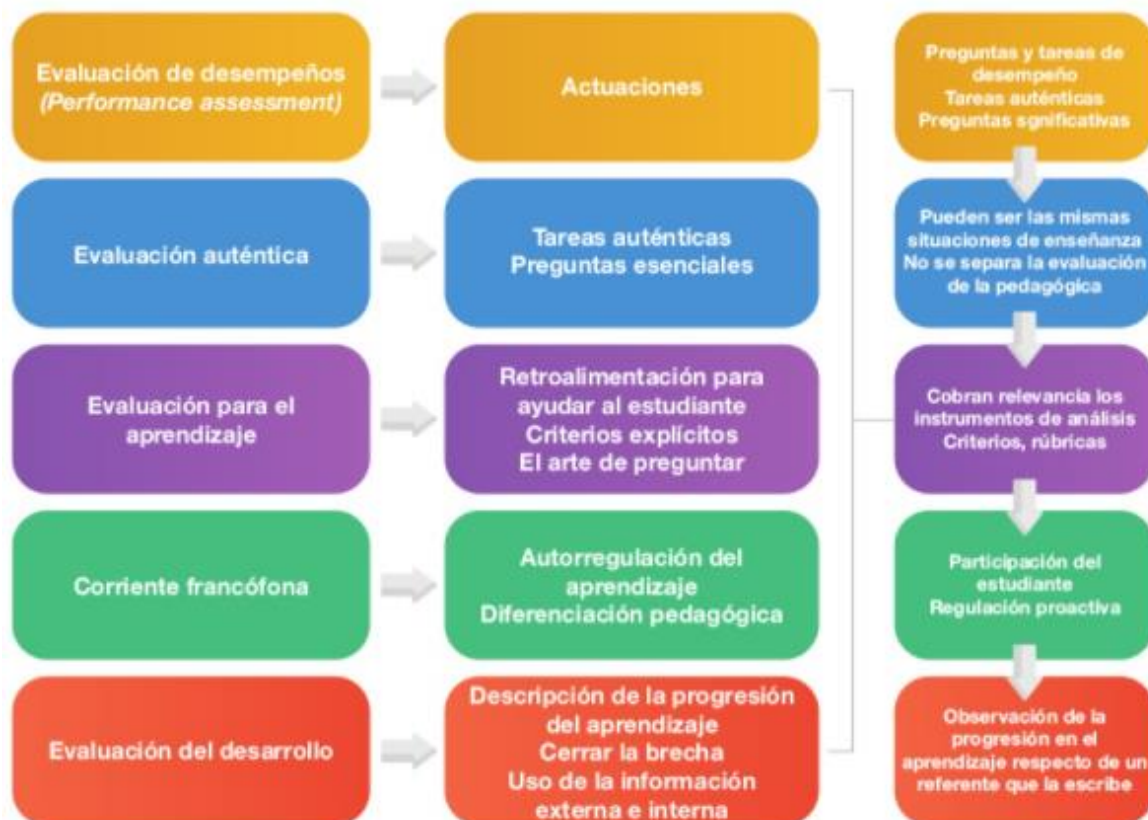 Evaluación de desempeños
(Performance assessment)
Actuaciones
Preguntas y tareas de
desempeño
Tareas auténticas
Preguntas sgnificativas
Evaluación auténtica
Tareas auténticas
Preguntas esenciales
Pueden ser las mismas
situaciones de enseñanza
No se separa la evaluación
de la pedagógica
Evaluación para el
aprendizaje
Retroalimentación para
ayudar al estudiante
Criterios explícitos
El arte de preguntar
Cobran relevancia los
instrumentos de análisis
Criterios, rúbricas
Corriente francófona
Autorregulación del
aprendizaje
Diferenciación pedagógica
Participación del
estudiante
Regulación proactiva
Evaluación del desarrollo
Descripción de la progresión
del aprendizaje
Cerrar la brecha
Uso de la información
externa e interna
Observación de la
progresión en el
aprendizaje respecto de un
referente que la escribe